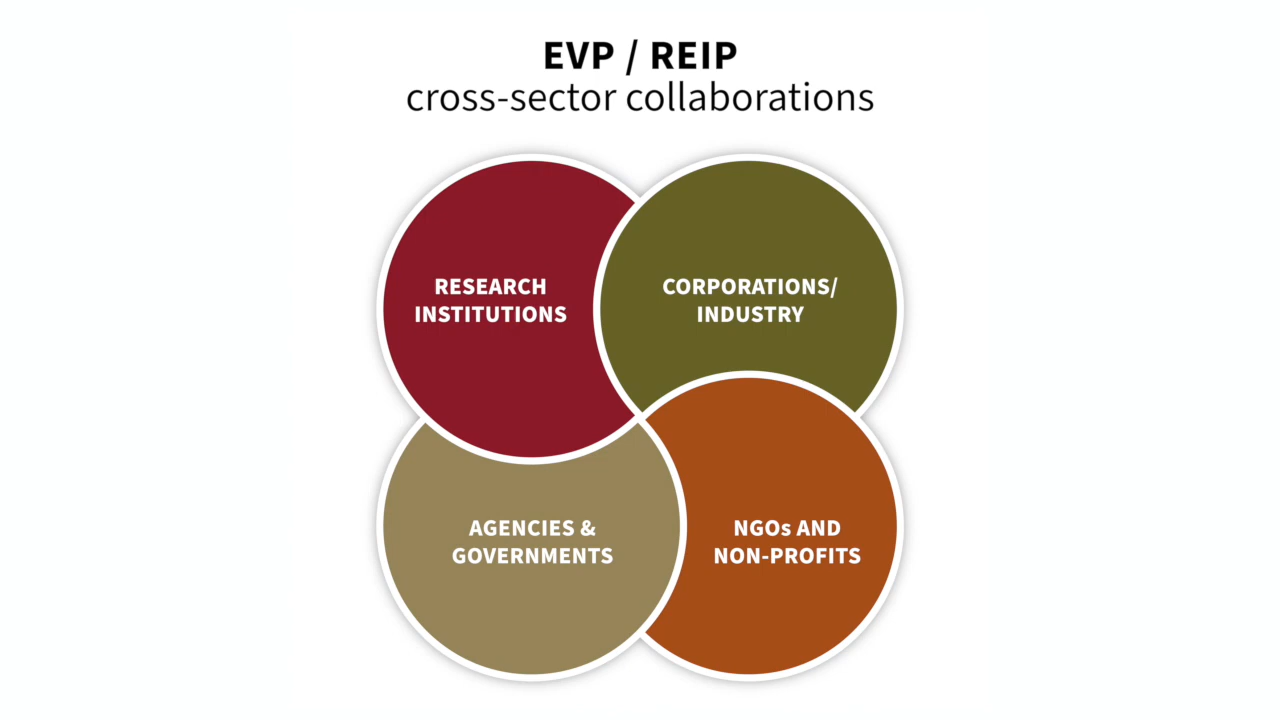 EVP / REIP
cross-sector collaborations
RESEARCH
INSTITUTIONS
CORPORATIONS/
INDUSTRY
AGENCIES &
GOVERNMENTS
NGOs AND
NON-PROFITS